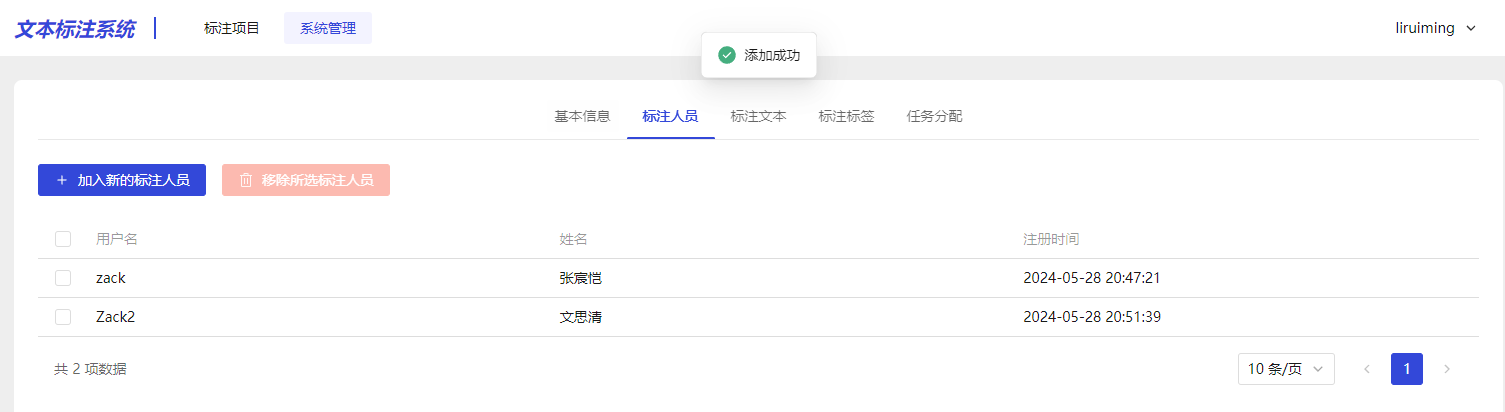 文本标注系统 标注项目 系统管理 liruiming
添加成功
基本信息 标注人员 标注文本 标注标签 任务分配
加入新的标注人员 移除所选标注人员
用户名 姓名 注册时间
zack 张宸恺 2024-05-28 20:47:21
Zack2 文思清 2024-05-28 20:51:39
共 2 项数据 10 条/页 1